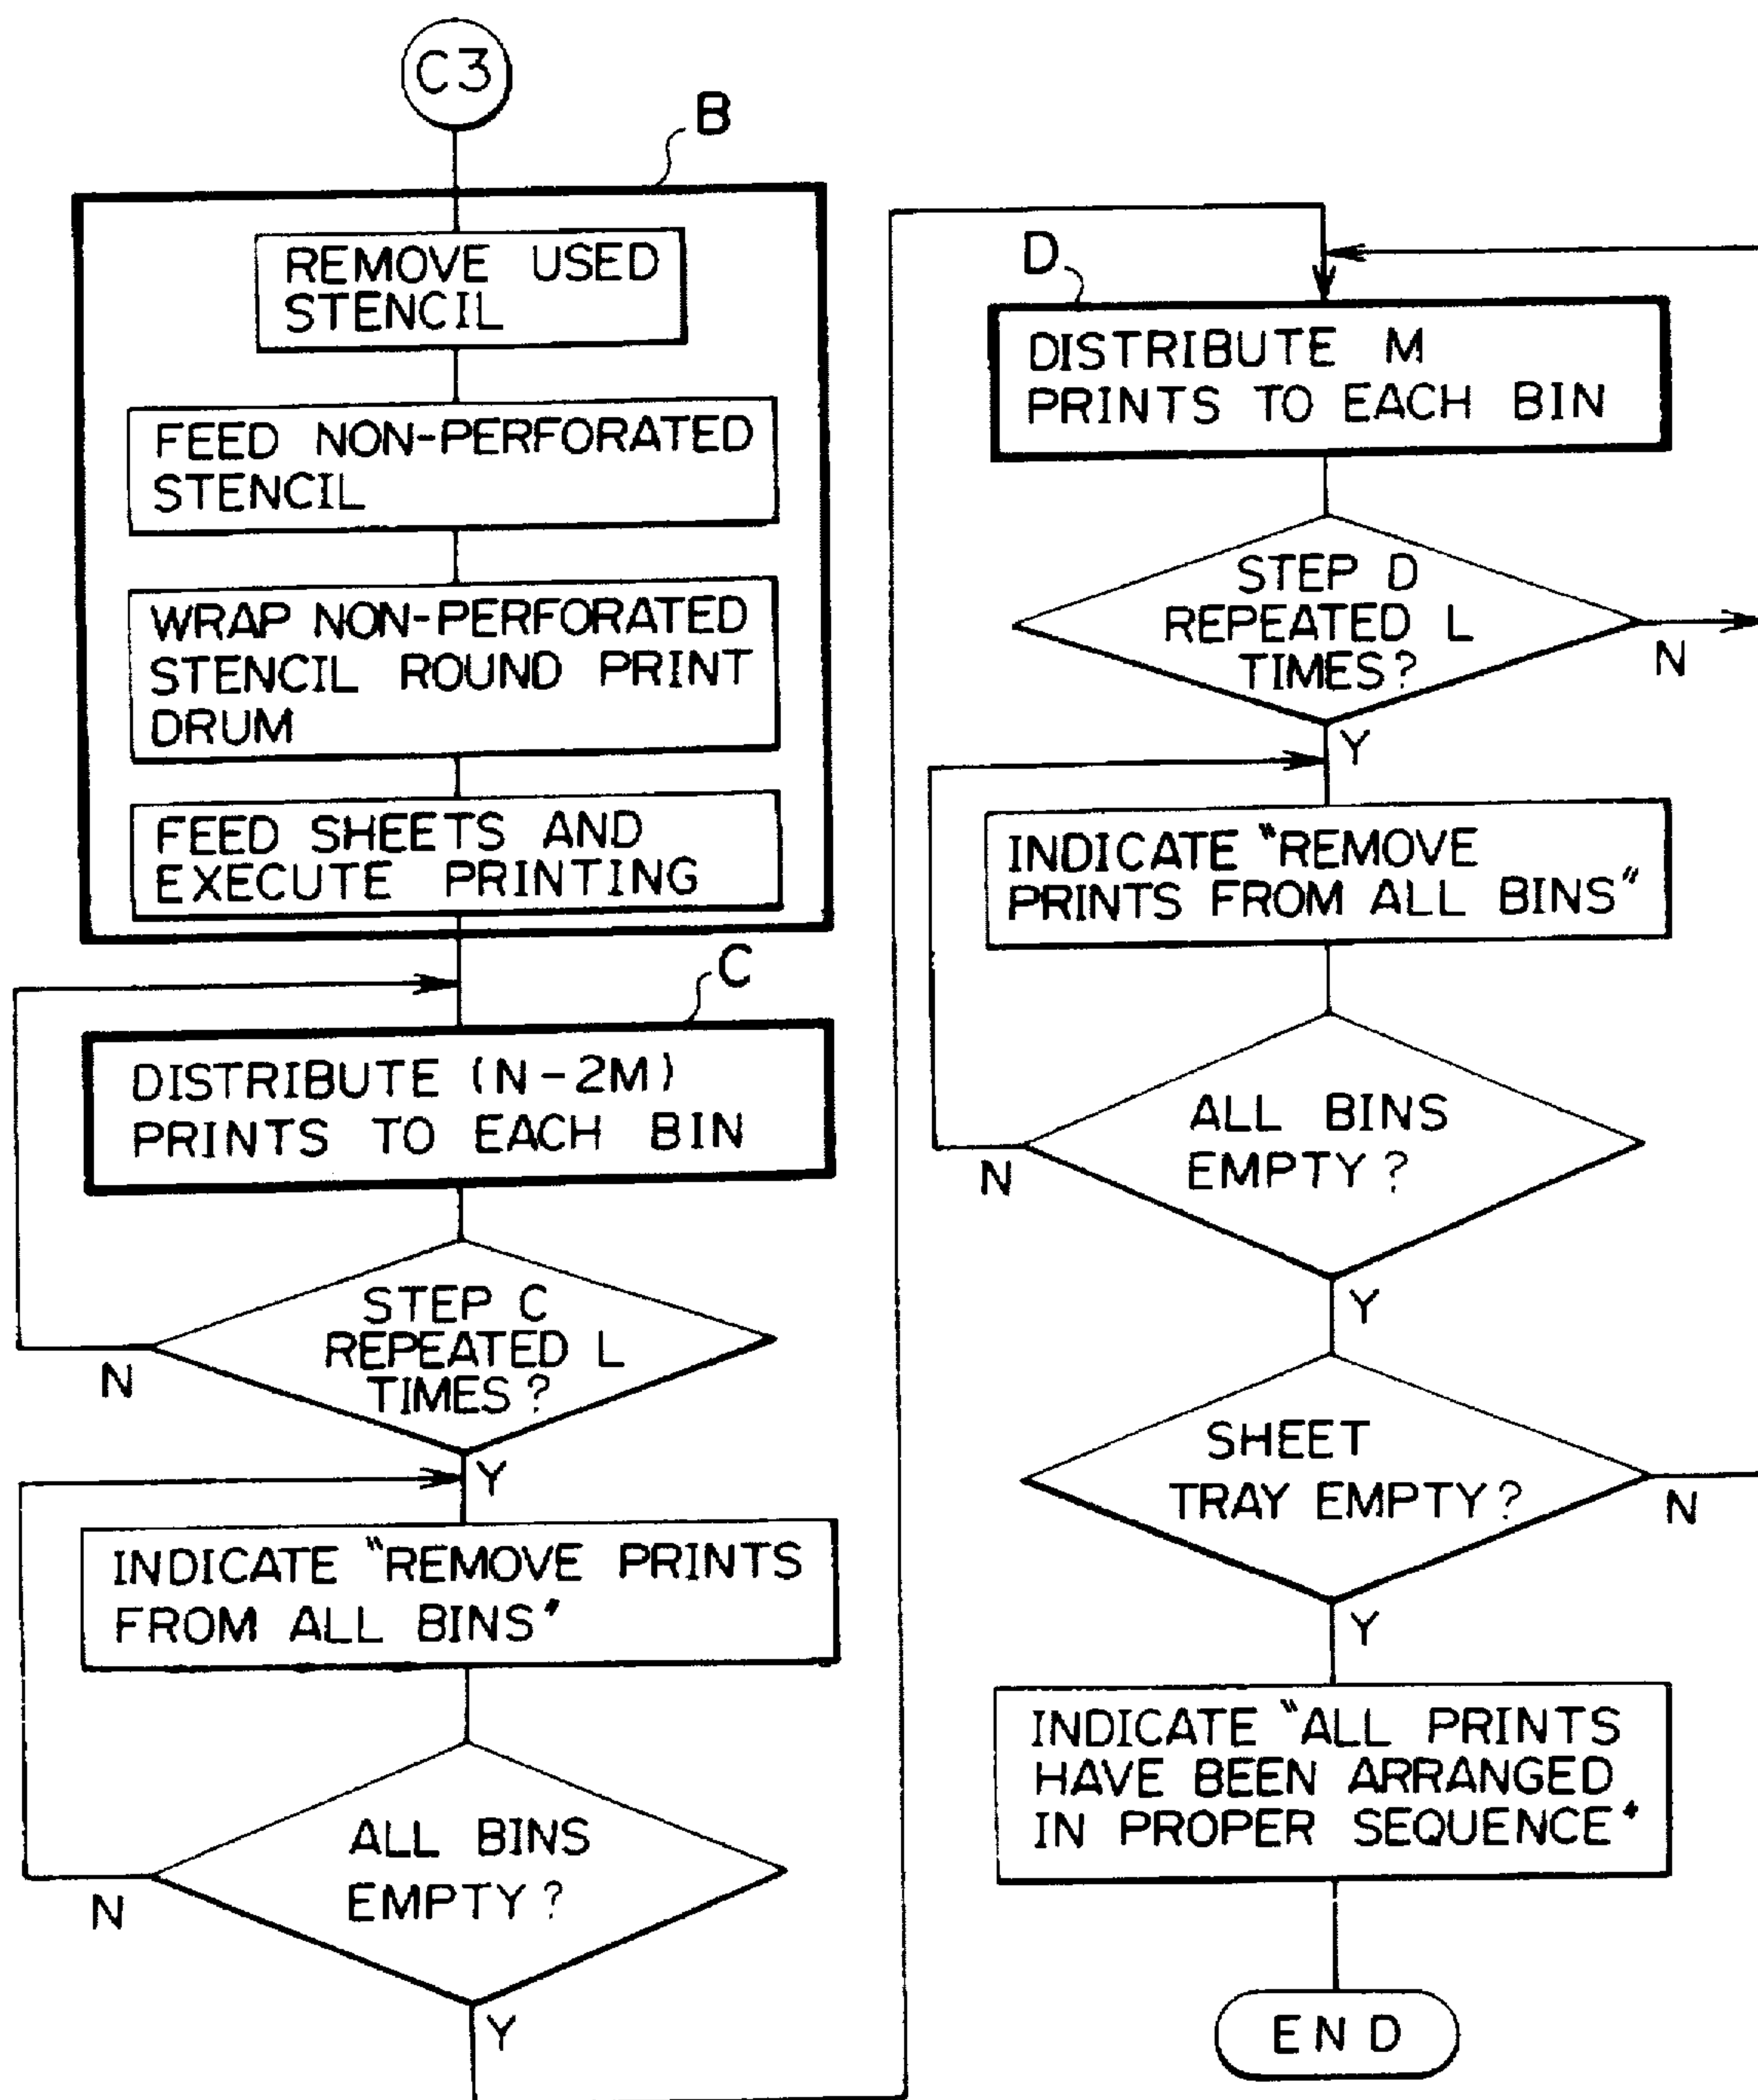 C3
B
REMOVE USED
STENCIL
FEED NON-PERFORATED
STENCIL
WRAP NON-PERFORATED
STENCIL ROUND PRINT
DRUM
FEED SHEETS AND
EXECUTE PRINTING
C
DISTRIBUTE (N-2M)
PRINTS TO EACH BIN
STEP C
REPEATED L
TIMES?
N
Y
INDICATE "REMOVE PRINTS
FROM ALL BINS"
ALL BINS
EMPTY?
N
Y
D
DISTRIBUTE M
PRINTS TO EACH BIN
STEP D
REPEATED L
TIMES?
N
Y
INDICATE "REMOVE
PRINTS FROM ALL BINS"
ALL BINS
EMPTY?
N
Y
SHEET
TRAY EMPTY?
N
Y
INDICATE "ALL PRINTS
HAVE BEEN ARRANGED
IN PROPER SEQUENCE"
END